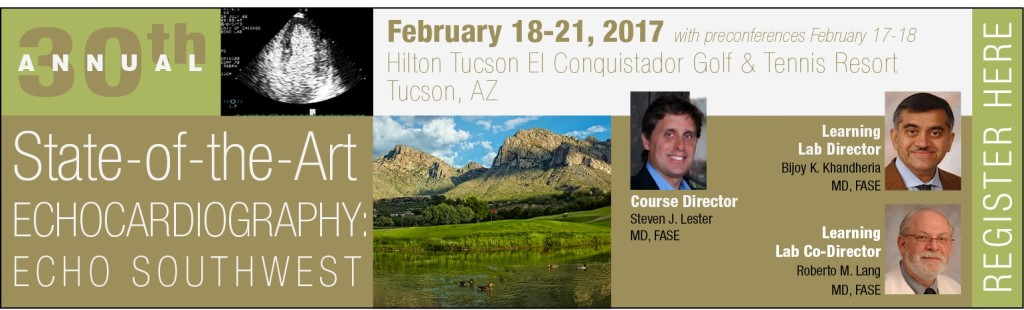 30th
ANNUAL
State-of-the-Art
ECHOCARDIOGRAPHY:
ECHO SOUTHWEST
February 18-21, 2017 with preconferences February 17-18
Hilton Tucson El Conquistador Golf & Tennis Resort
Tucson, AZ
Course Director
Steven J. Lester
MD, FASE
Learning
Lab Director
Bijoy K. Khandheria
MD, FASE
Learning
Lab Co-Director
Roberto M. Lang
MD, FASE
REGISTER HERE